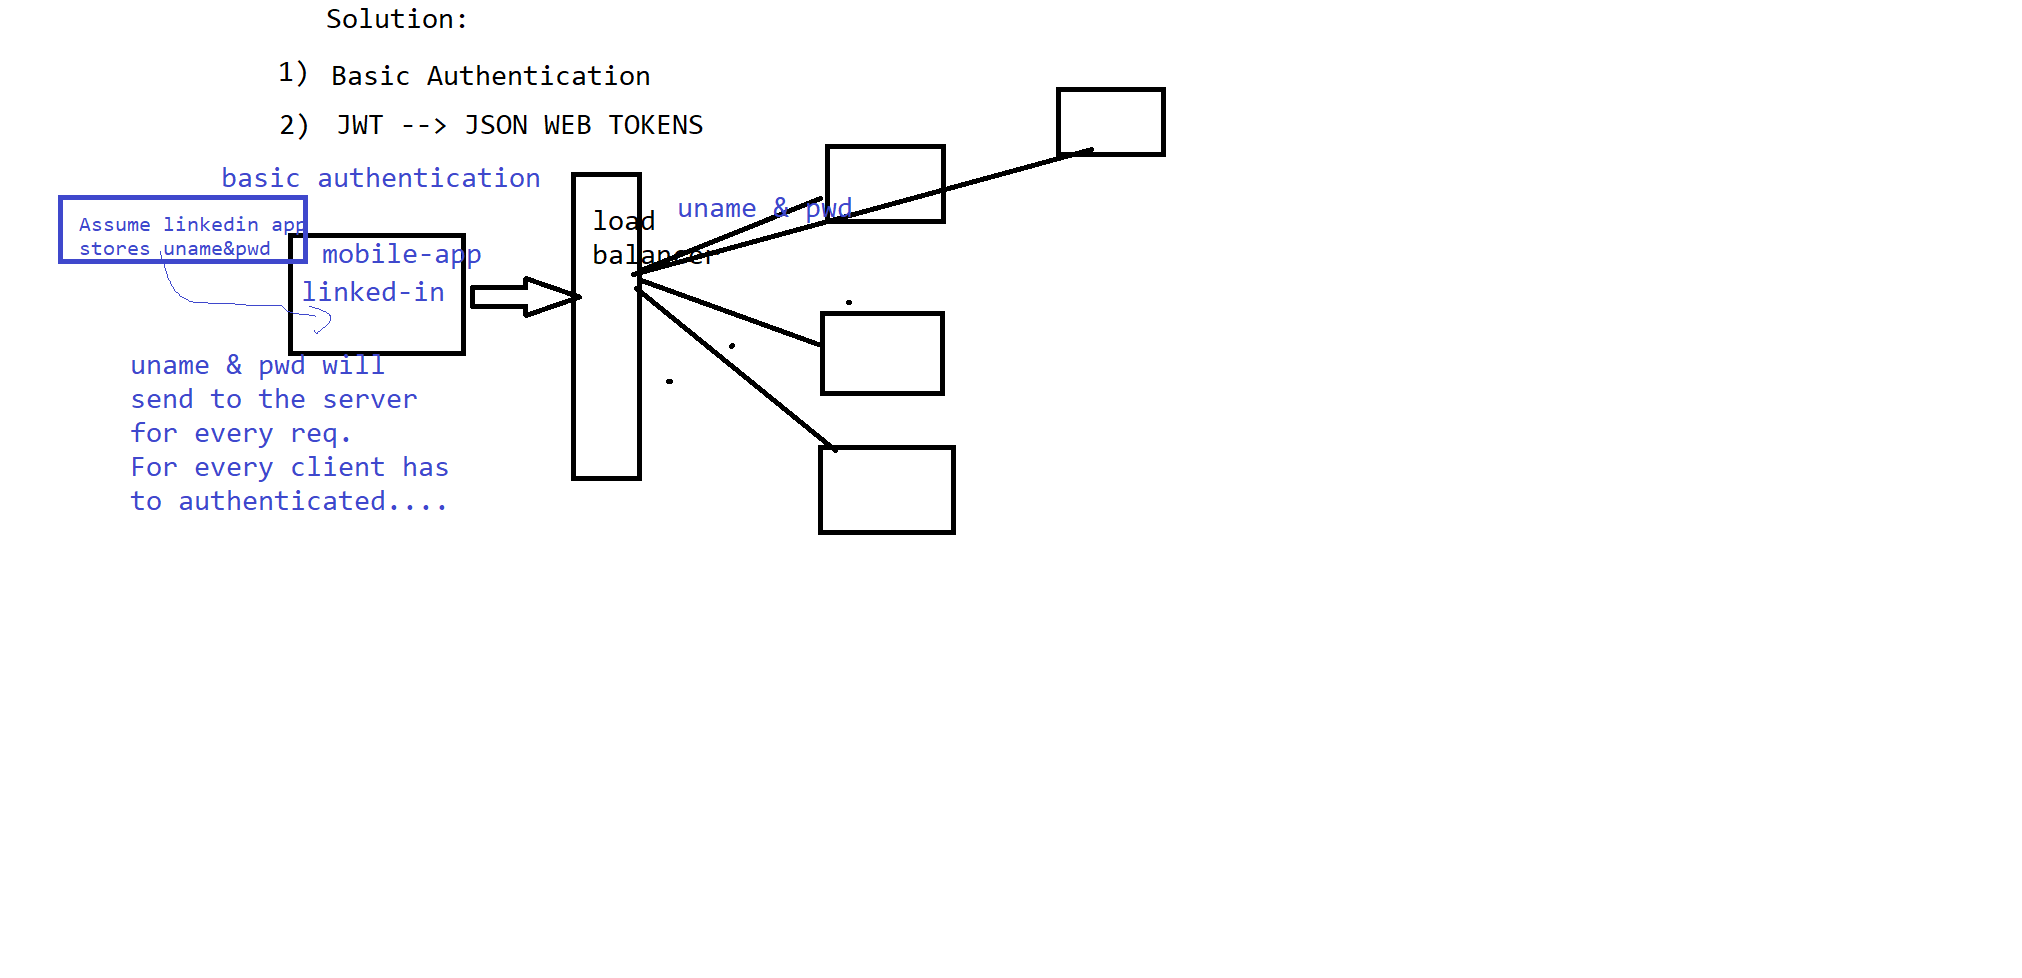 Solution:
1) Basic Authentication
2) JWT --> JSON WEB TOKENS
basic authentication
Assume linkedin app
stores uname&pwd
mobile-app
linked-in
load
balancer
uname & pwd
uname & pwd will
send to the server
for every req.
For every client has
to authenticated....